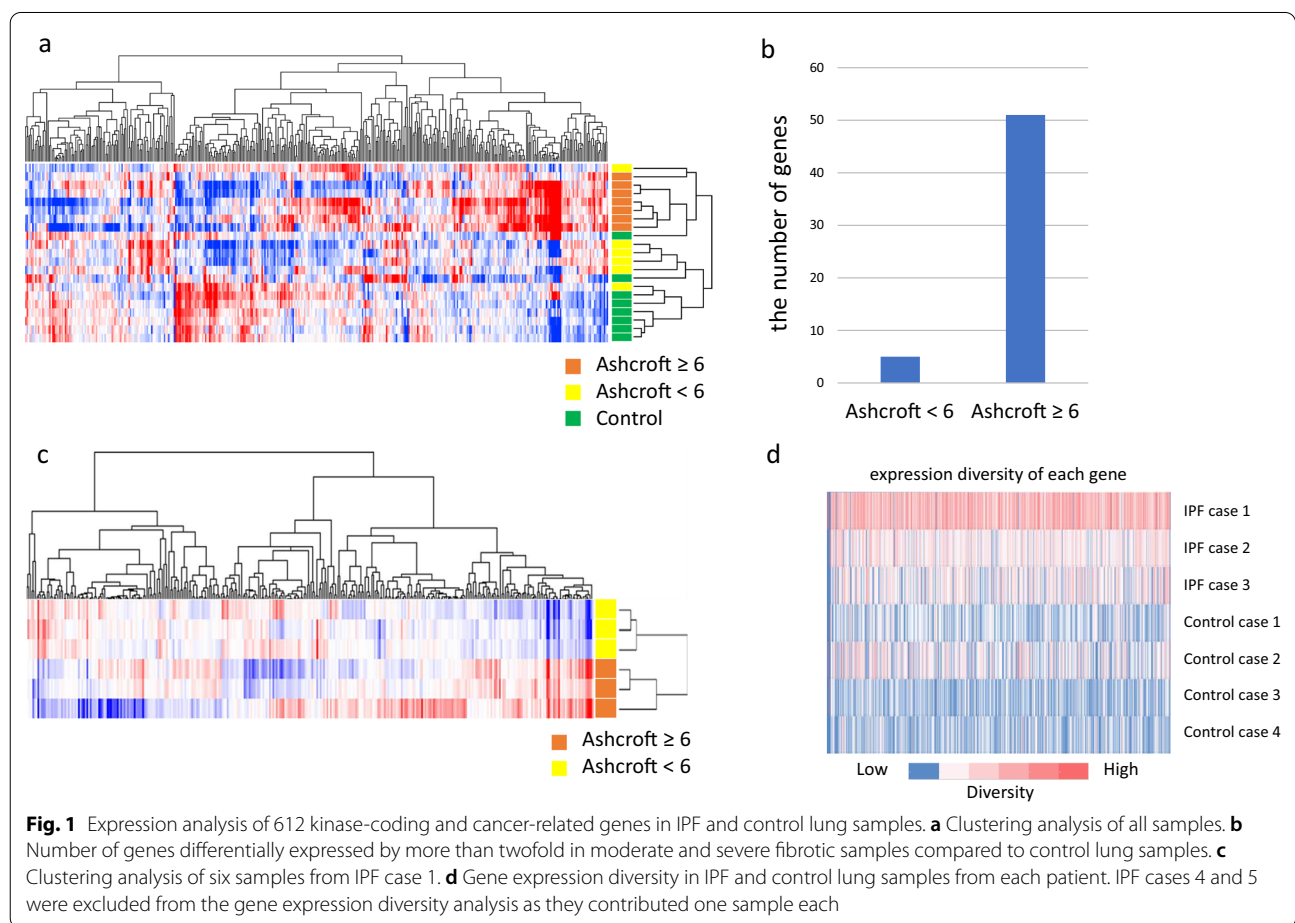 a
Ashcroft ≥ 6
Ashcroft < 6
Control
b
the number of genes
60
50
40
30
20
10
0
Ashcroft < 6 Ashcroft ≥ 6
c
Ashcroft ≥ 6
Ashcroft < 6
d
expression diversity of each gene
IPF case 1
IPF case 2
IPF case 3
Control case 1
Control case 2
Control case 3
Control case 4
Low High
Diversity
Fig. 1 Expression analysis of 612 kinase-coding and cancer-related genes in IPF and control lung samples. a Clustering analysis of all samples. b
Number of genes differentially expressed by more than twofold in moderate and severe fibrotic samples compared to control lung samples. c
Clustering analysis of six samples from IPF case 1. d Gene expression diversity in IPF and control lung samples from each patient. IPF cases 4 and 5
were excluded from the gene expression diversity analysis as they contributed one sample each